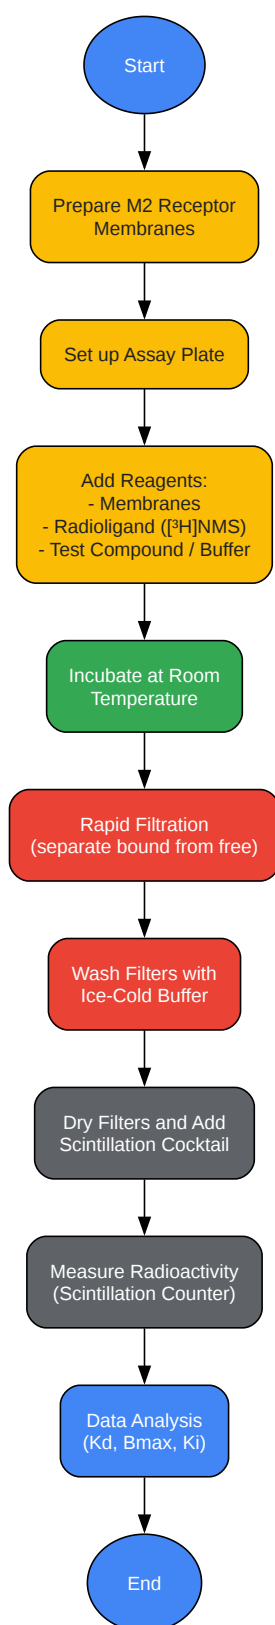 Start
Prepare M2 Receptor
Membranes
Set up Assay Plate
Add Reagents:
- Membranes
- Radioligand ([³H]NMS)
- Test Compound / Buffer
Incubate at Room
Temperature
Rapid Filtration
(separate bound from free)
Wash Filters with
Ice-Cold Buffer
Dry Filters and Add
Scintillation Cocktail
Measure Radioactivity
(Scintillation Counter)
Data Analysis
(Kd, Bmax, Ki)
End